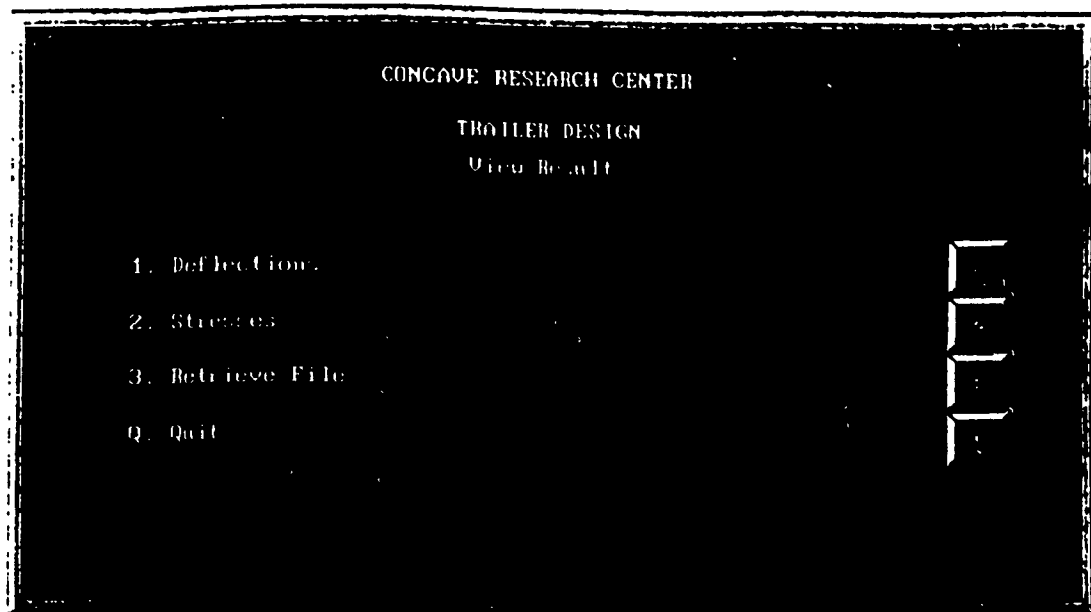 CONCAVE RESEARCH CENTER
TRAILER DESIGN
View Result
1. Deflections
2. Stresses
3. Retrieve File
Q. Quit